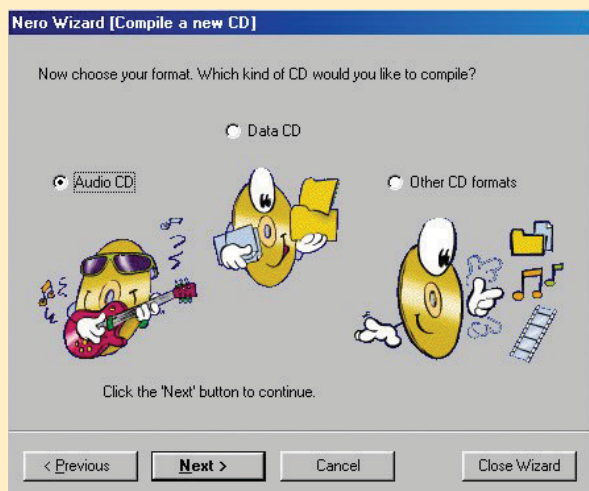 Nero Wizard [Compile a new CD]
Now choose your format. Which kind of CD would you like to compile?
Data CD
Audio CD
Other CD formats
Click the 'Next' button to continue.
< Previous
Next >
Cancel
Close Wizard